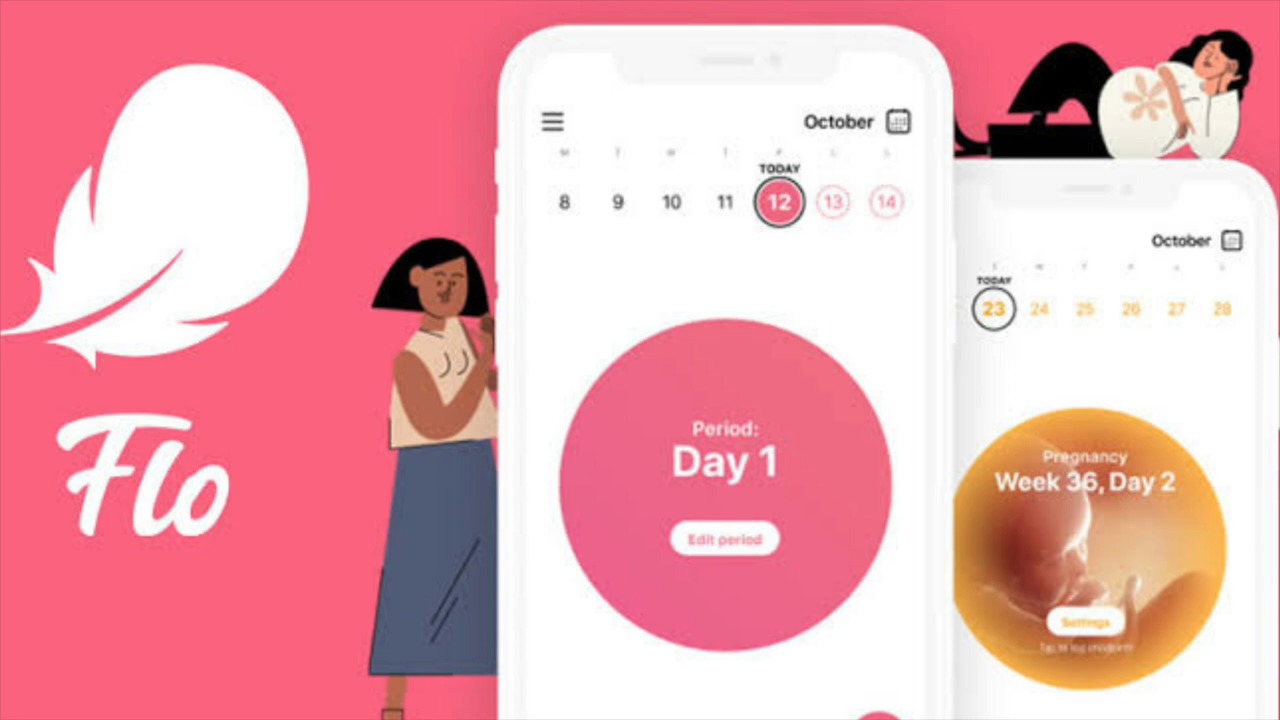 Flo
October
TODAY
8 9 10 11 12 13 14
Period:
Day 1
Edit period
October
TODAY
23 24 25 26 27 28
Pregnancy
Week 36, Day 2
Settings